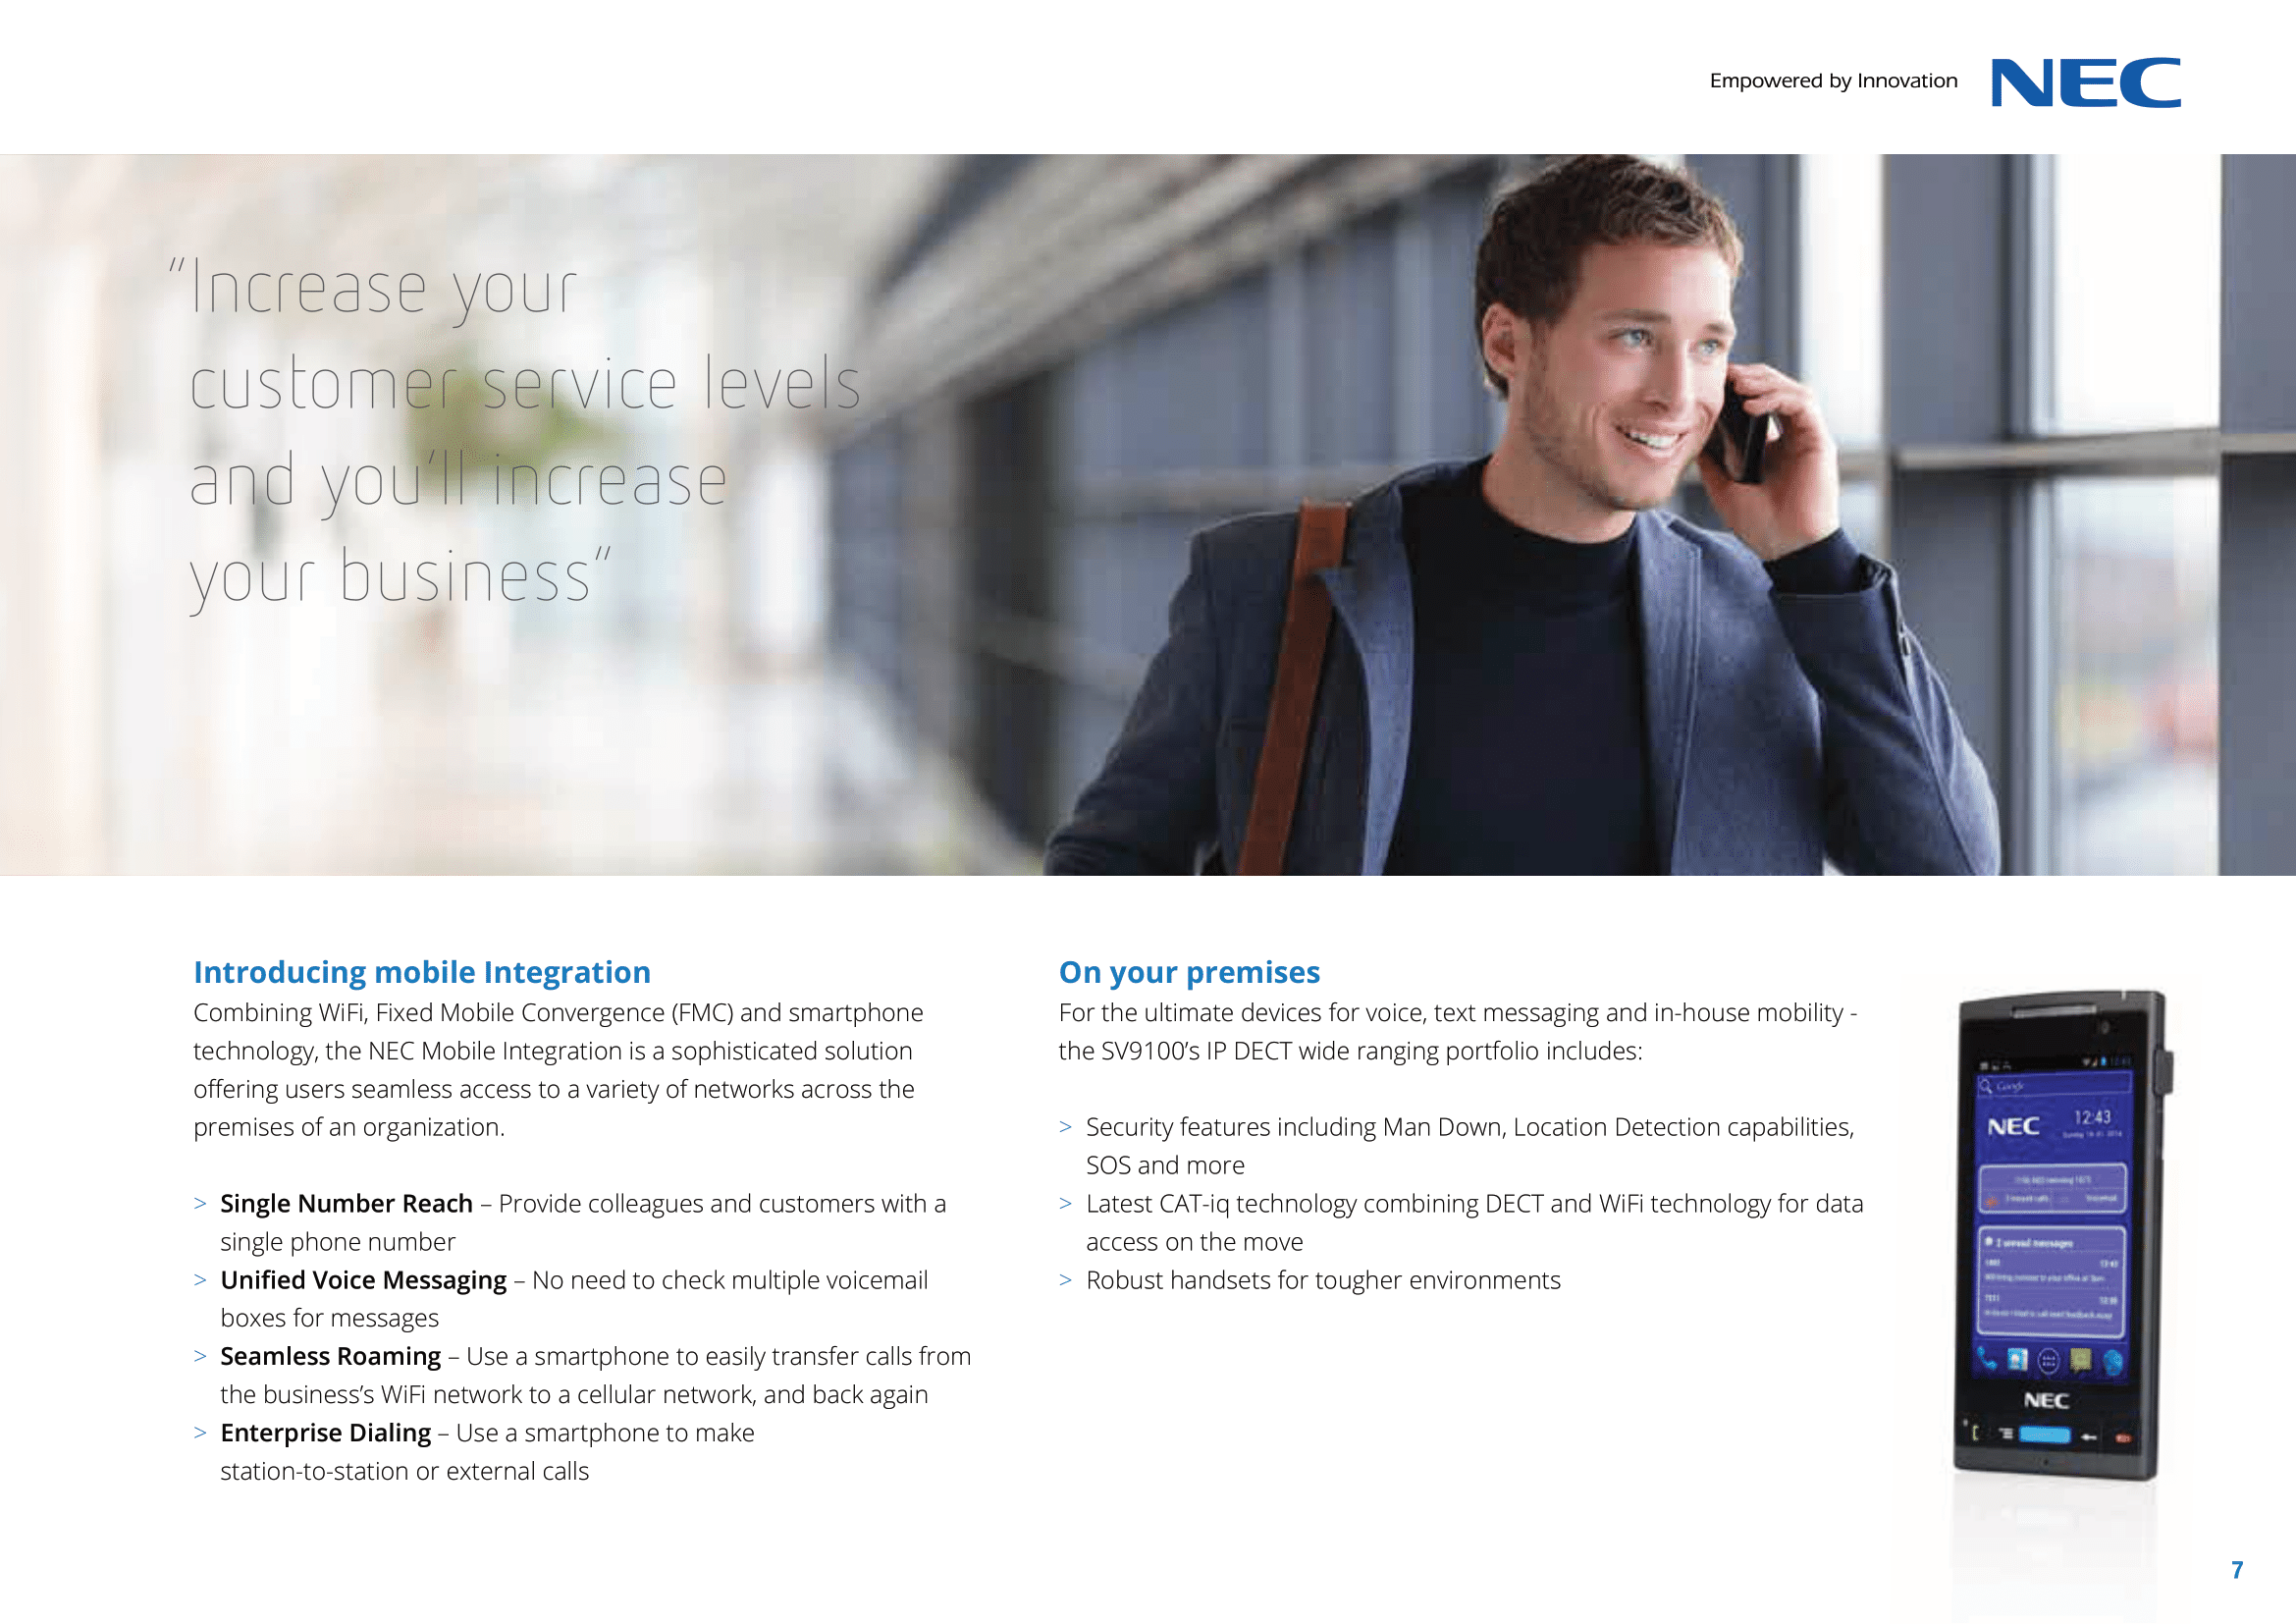 Empowered by Innovation NEC
“Increase your
customer service levels
and you’ll increase
your business”
Introducing mobile Integration
Combining WiFi, Fixed Mobile Convergence (FMC) and smartphone
technology, the NEC Mobile Integration is a sophisticated solution
offering users seamless access to a variety of networks across the
premises of an organization.
> Single Number Reach – Provide colleagues and customers with a
single phone number
> Unified Voice Messaging – No need to check multiple voicemail
boxes for messages
> Seamless Roaming – Use a smartphone to easily transfer calls from
the business’s WiFi network to a cellular network, and back again
> Enterprise Dialing – Use a smartphone to make
station-to-station or external calls
On your premises
For the ultimate devices for voice, text messaging and in-house mobility -
the SV9100’s IP DECT wide ranging portfolio includes:
> Security features including Man Down, Location Detection capabilities,
SOS and more
> Latest CAT-iq technology combining DECT and WiFi technology for data
access on the move
> Robust handsets for tougher environments
Google
NEC 12:43
3 missed calls Voicemail
2 unread messages
NEC
7